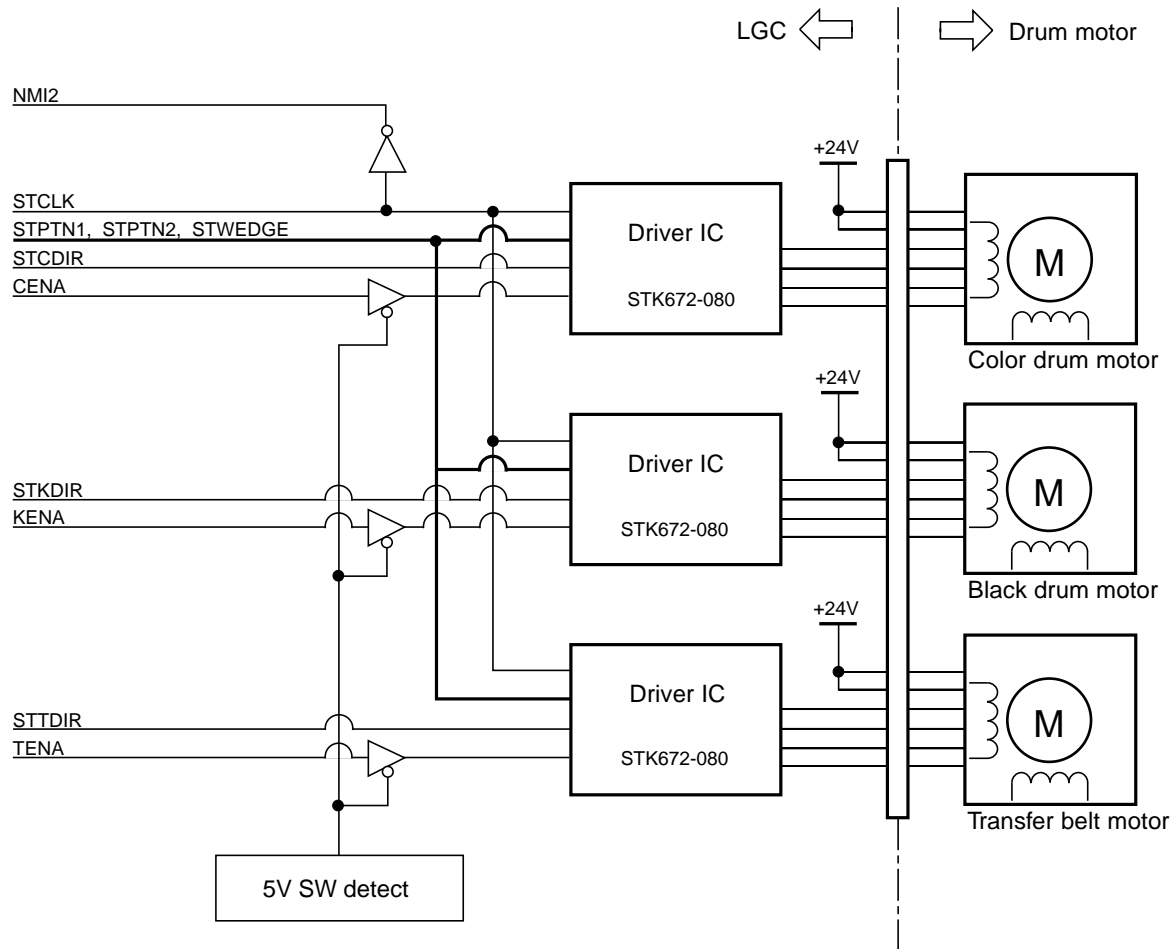 LGC
Drum motor
NMI2
+24V
STCLK
STPTN1, STPTN2, STWEDGE
STCDIR
CENA
Driver IC
STK672-080
M
Color drum motor
+24V
STKDIR
KENA
Driver IC
STK672-080
M
Black drum motor
+24V
STTDIR
TENA
Driver IC
STK672-080
M
Transfer belt motor
5V SW detect